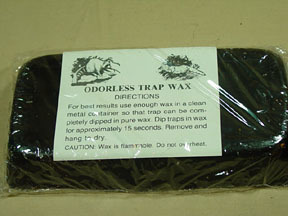 ODORLESS TRAP WAX
DIRECTIONS
For best results use enough wax in a clean
metal container so that trap can be com-
pletely dipped in pure wax. Dip traps in wax
for approximately 15 seconds. Remove and
hang to dry.
CAUTION: Wax is flammable. Do not overheat.